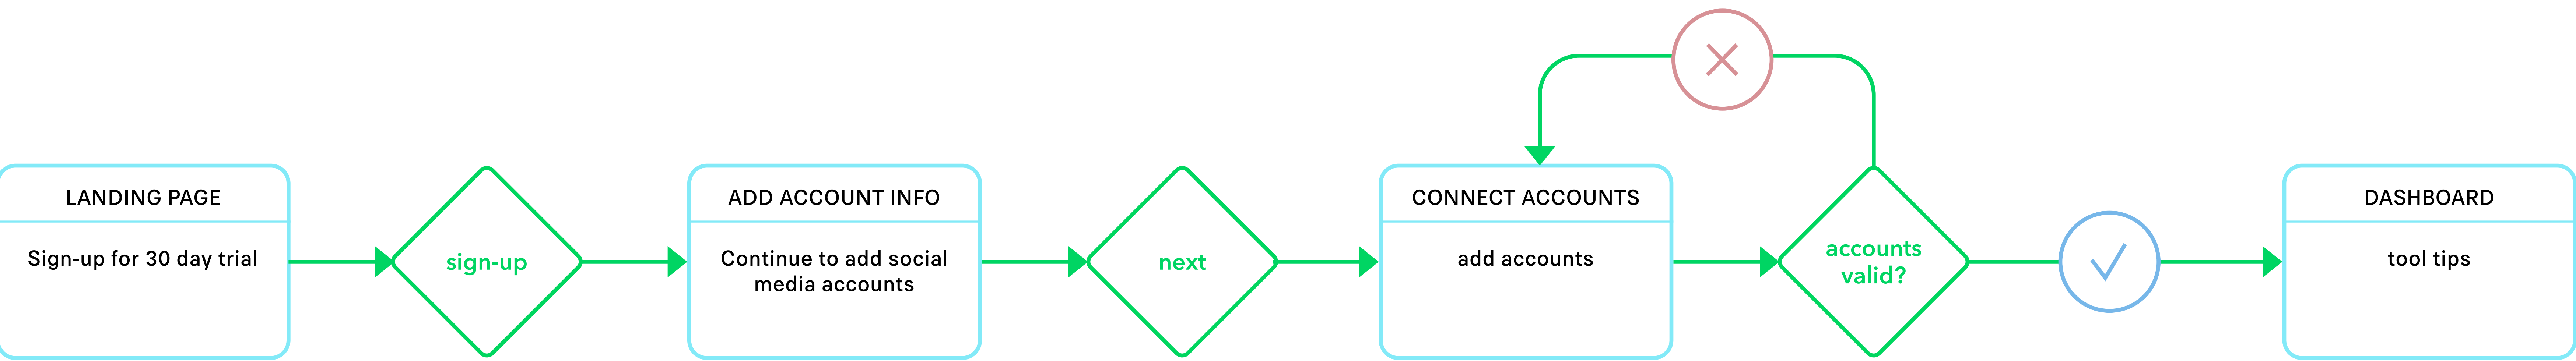 LANDING PAGE
Sign-up for 30 day trial
sign-up
ADD ACCOUNT INFO
Continue to add social
media accounts
next
CONNECT ACCOUNTS
add accounts
accounts
valid?
DASHBOARD
tool tips